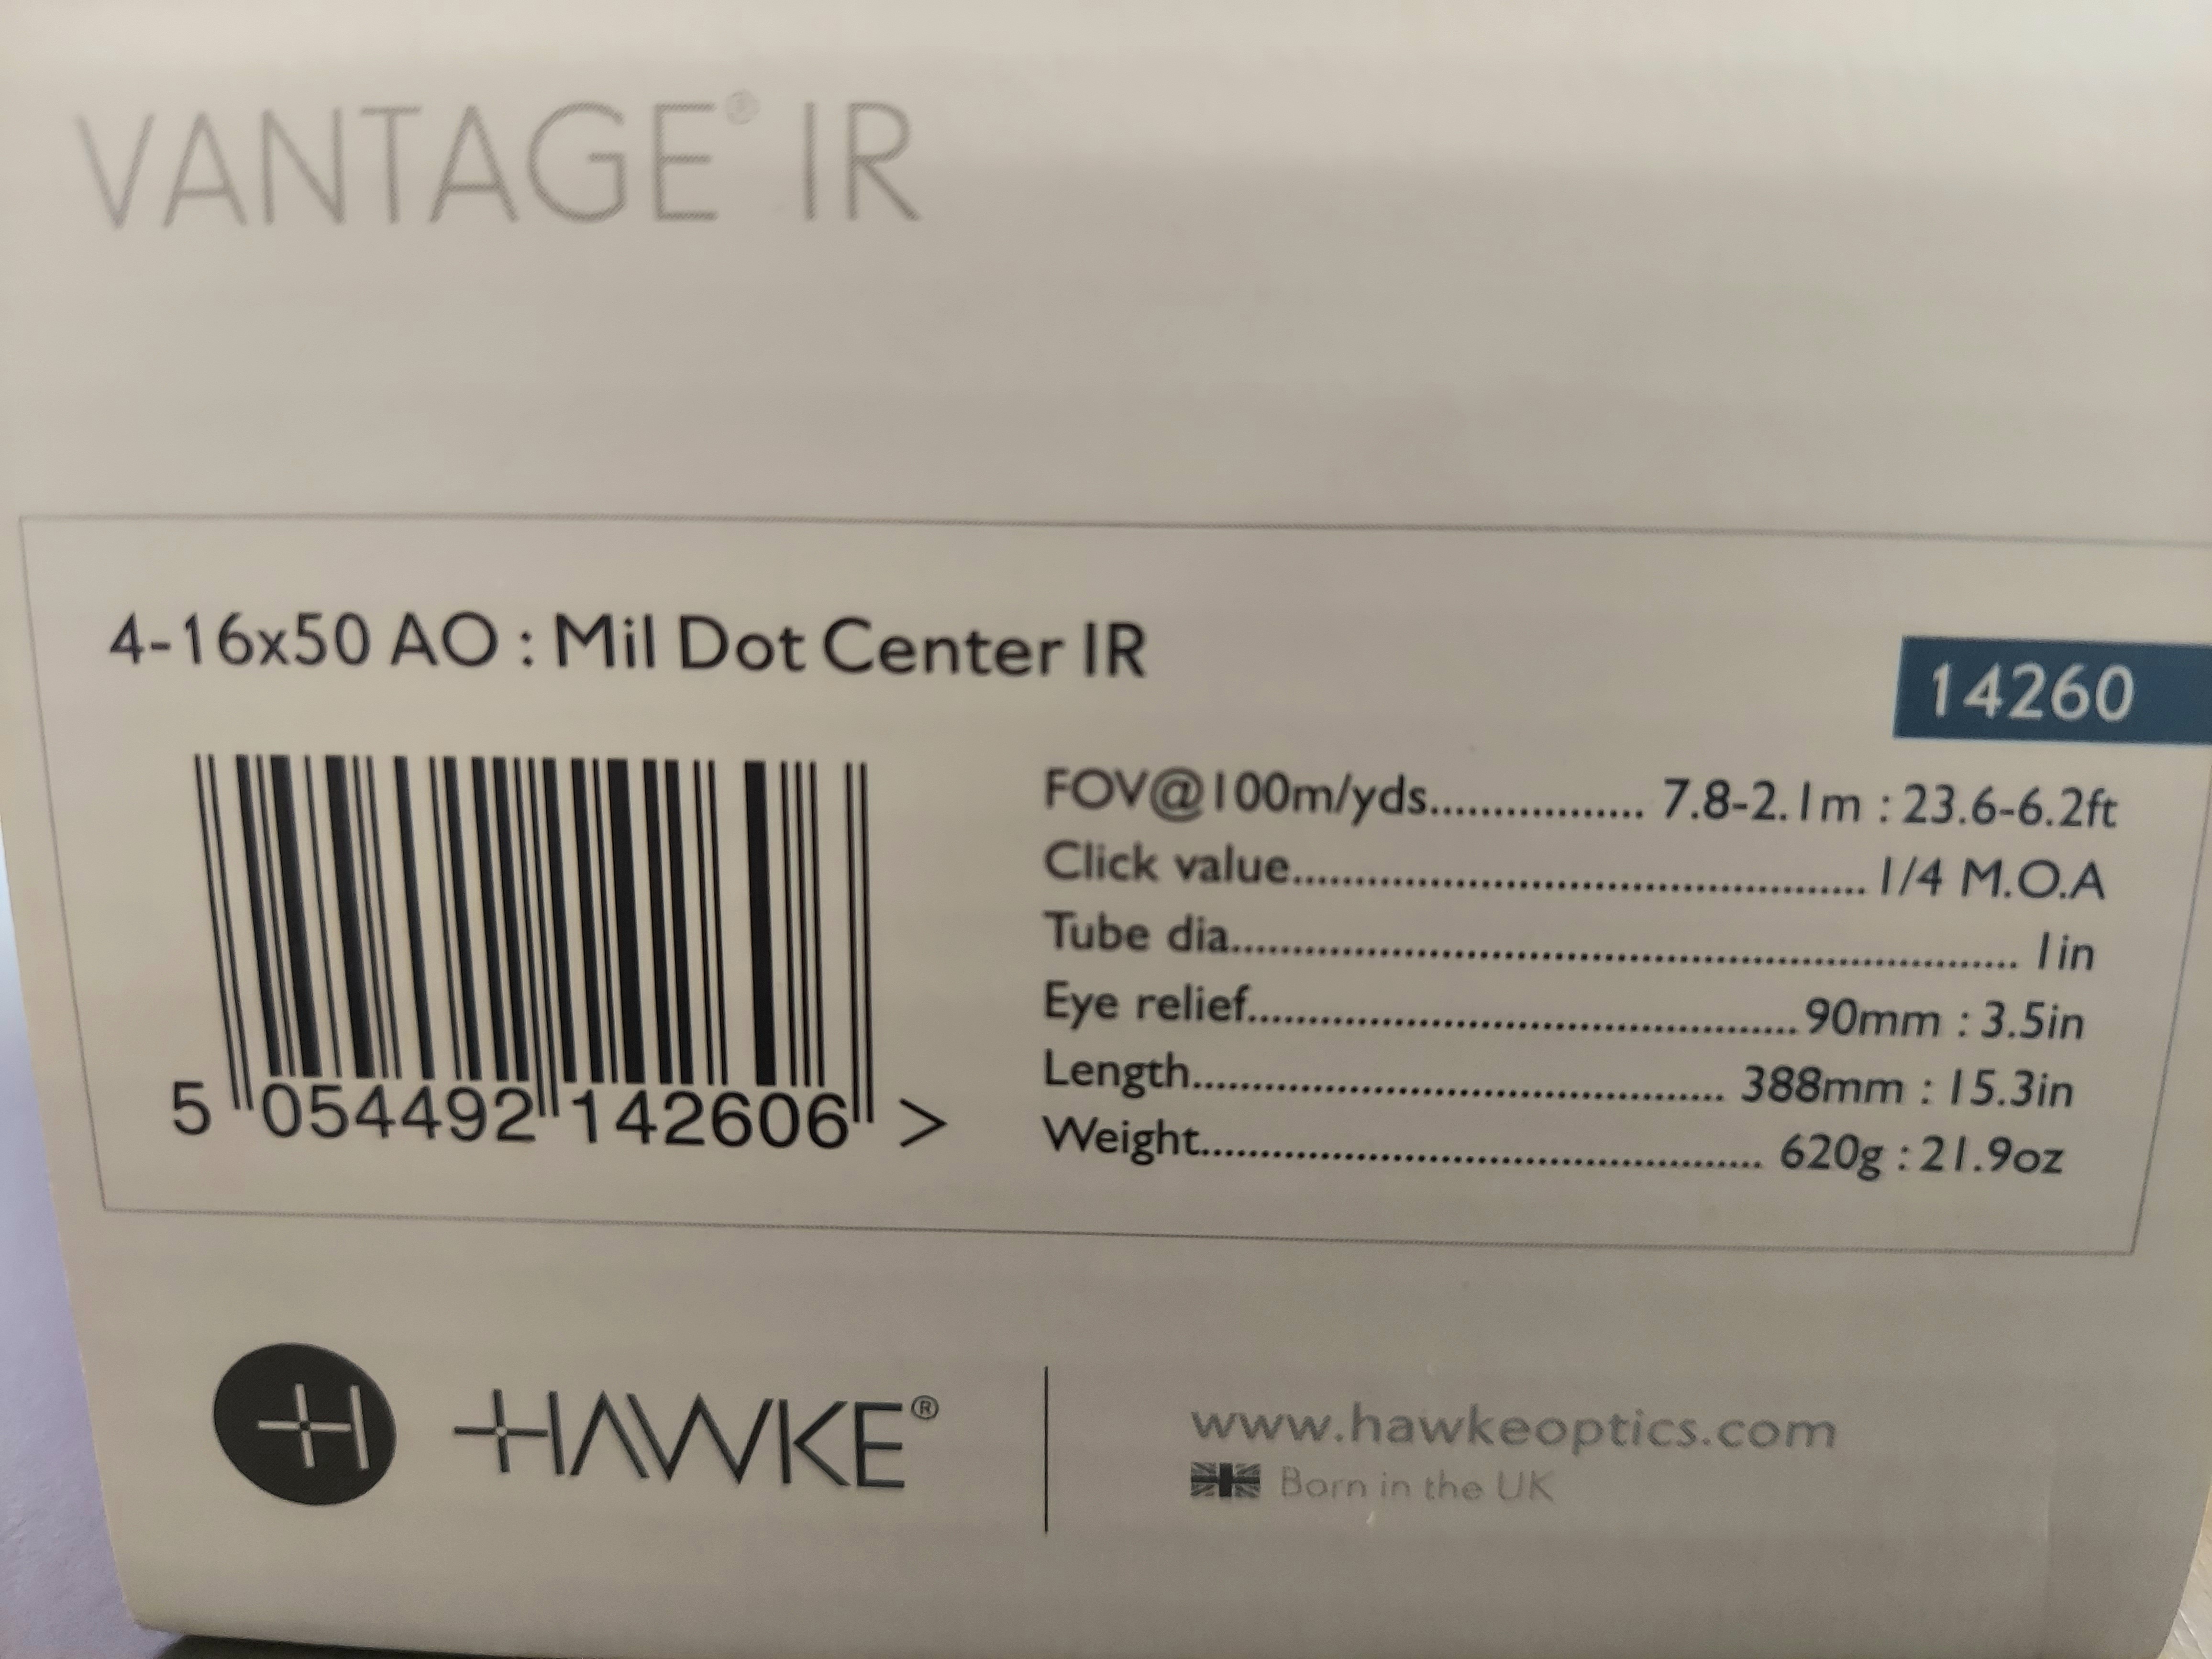 VANTAGE® IR
4-16x50 AO : Mil Dot Center IR
14260
FOV@100m/yds................. 7.8-2.1m : 23.6-6.2ft
Click value.............................................. 1/4 M.O.A
Tube dia.............................................................. 1in
Eye relief...........................................90mm : 3.5in
Length.......................................... 388mm : 15.3in
Weight............................................ 620g : 21.9oz
5 054492 142606 >
H HAWKE®
www.hawkeoptics.com
Born in the UK